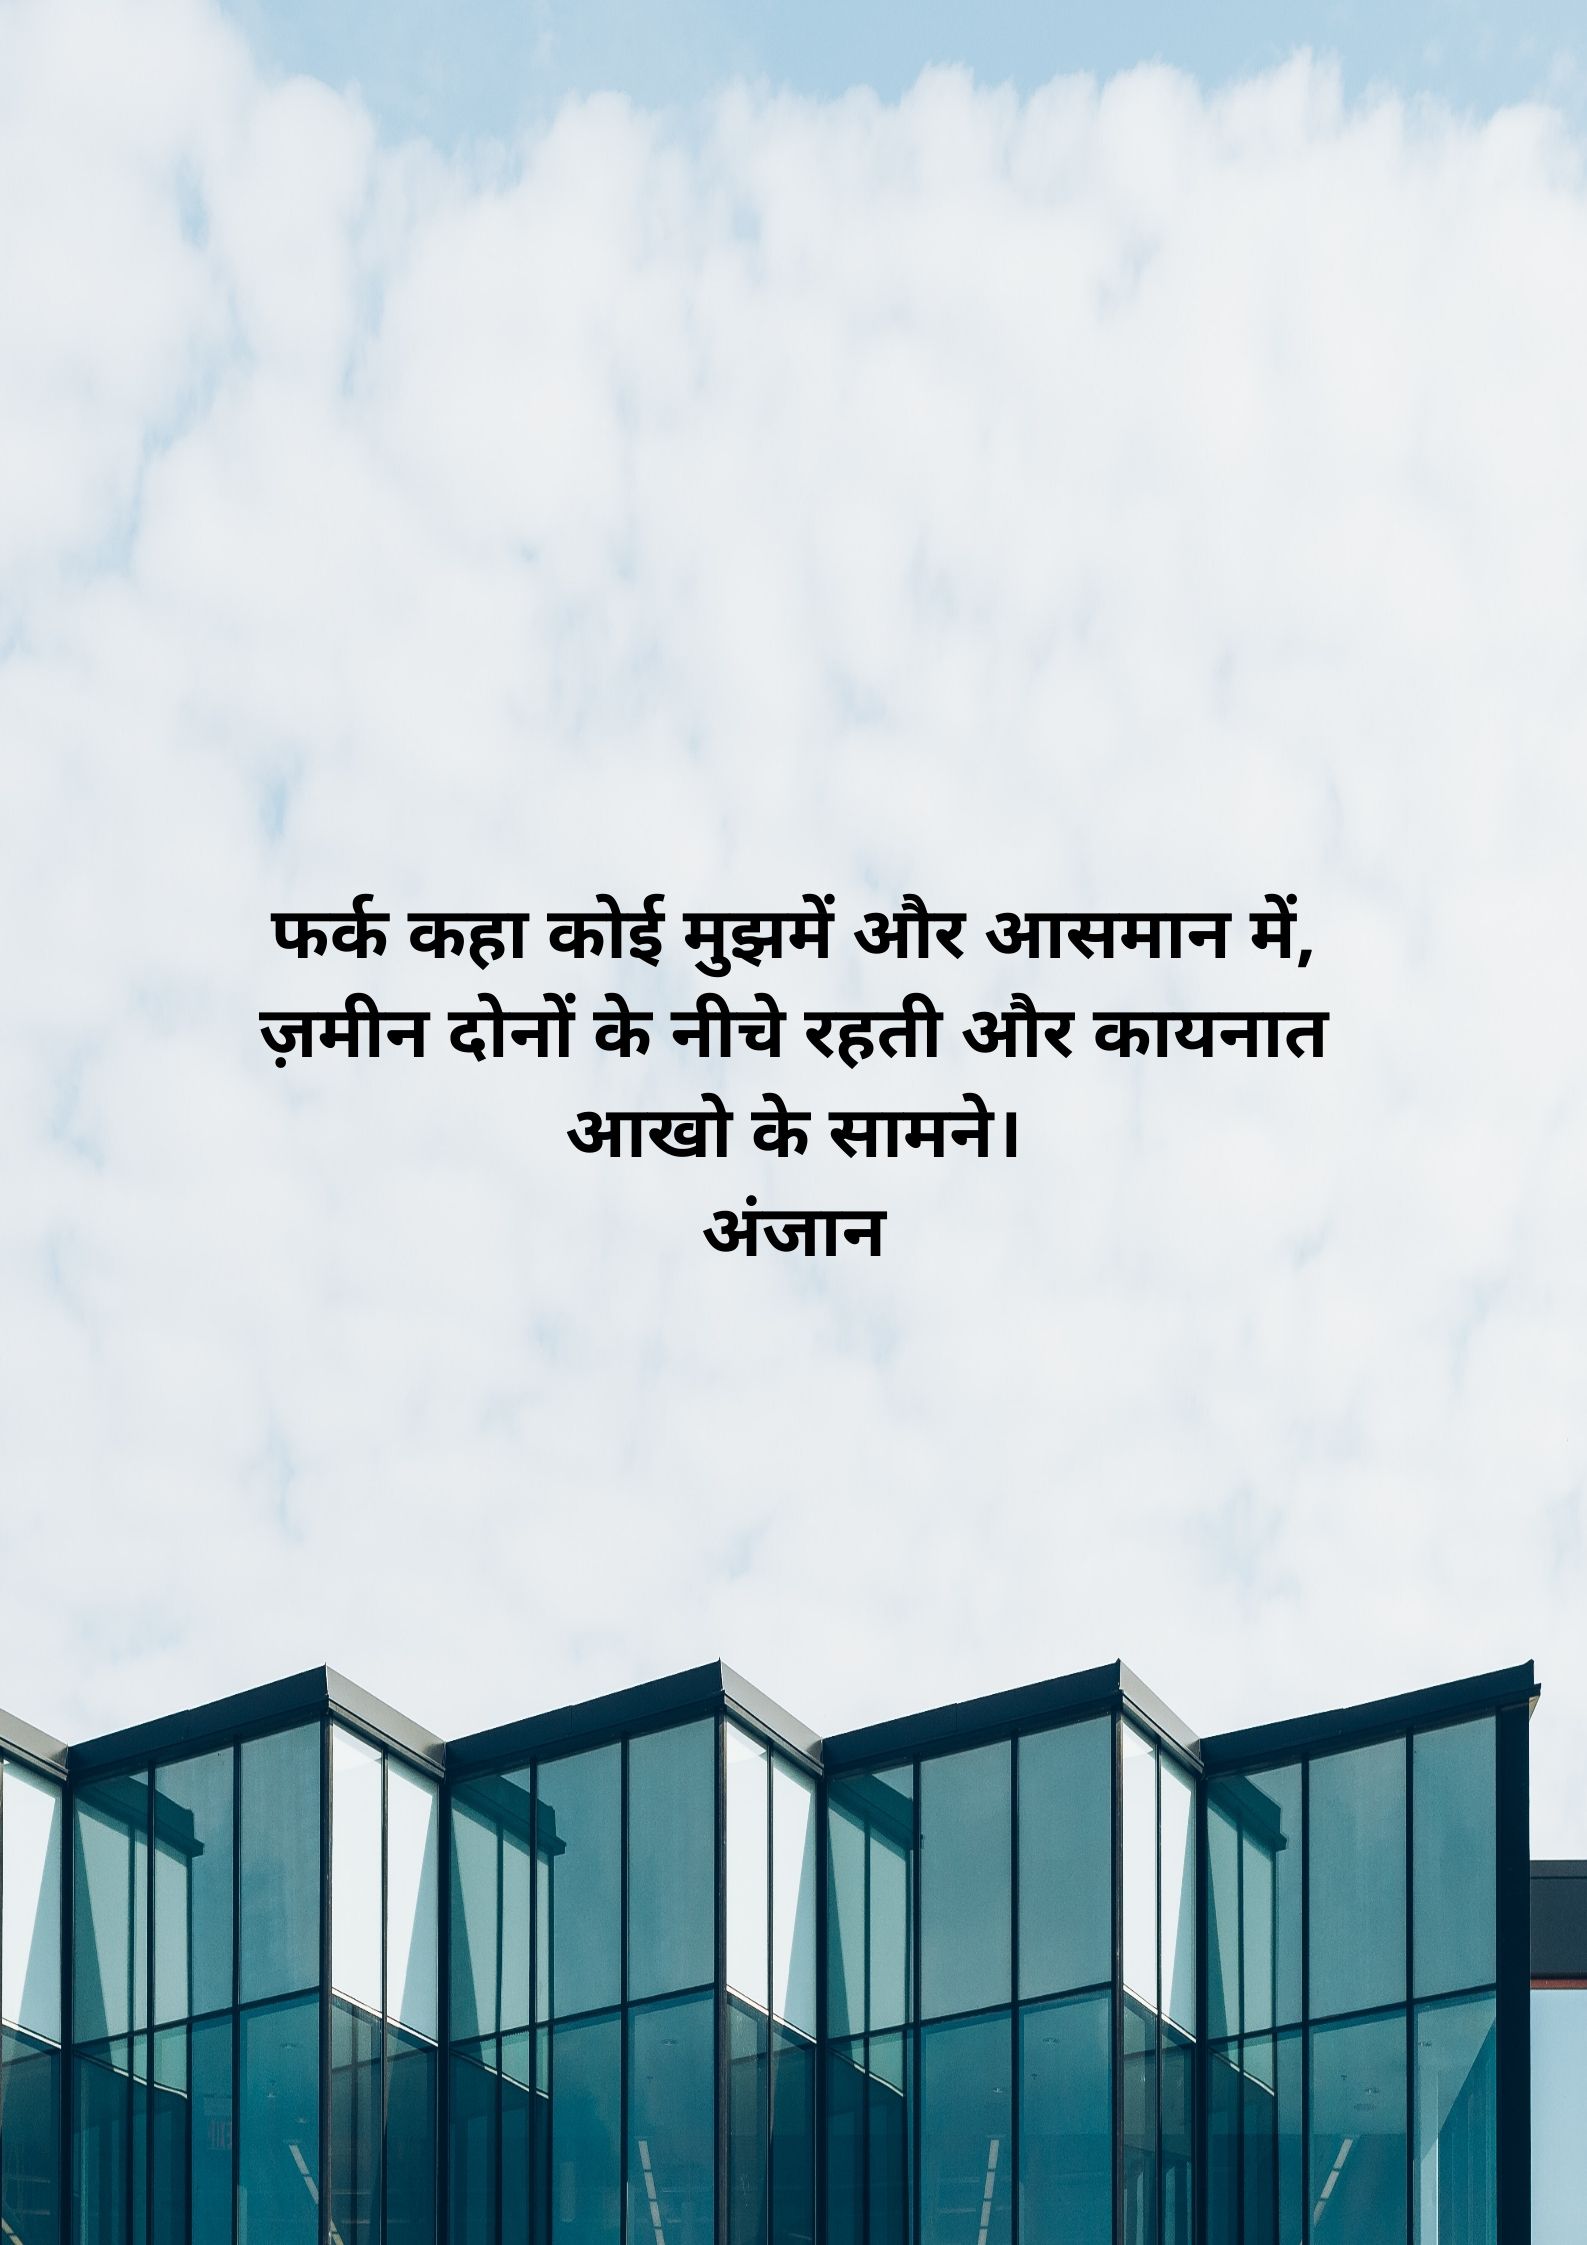 फर्क कहा कोई मुझमें और आसमान में,
ज़मीन दोनों के नीचे रहती और कायनात
आखो के सामने।
अंजान